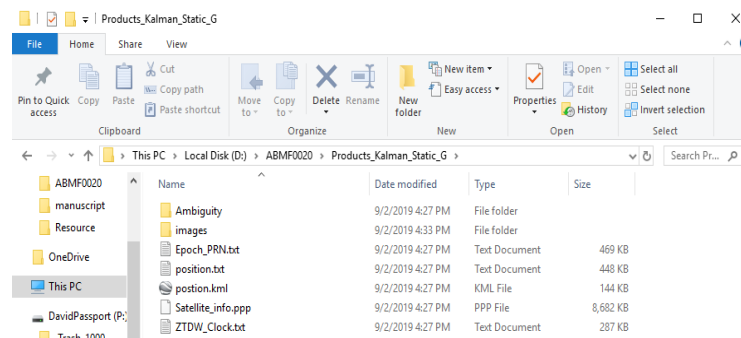 Products_Kalman_Static_G
File Home Share View
Pin to Quick access Copy Paste Cut Copy path Paste shortcut Move to Copy to Delete Rename New folder New item Easy access Properties Open Edit History Select all Select none Invert selection
Clipboard Organize New Open Select
This PC > Local Disk (D:) > ABMF0020 > Products_Kalman_Static_G > Search Pr...
ABMF0020 Name Date modified Type Size
manuscript Ambiguity 9/2/2019 4:27 PM File folder
Resource images 9/2/2019 4:33 PM File folder
Epoch_PRN.txt 9/2/2019 4:27 PM Text Document 469 KB
OneDrive position.txt 9/2/2019 4:27 PM Text Document 448 KB
This PC postion.kml 9/2/2019 4:27 PM KML File 144 KB
Satellite_info.ppp 9/2/2019 4:27 PM PPP File 8,682 KB
DavidPassport (P:) ZTDW_Clock.txt 9/2/2019 4:27 PM Text Document 287 KB